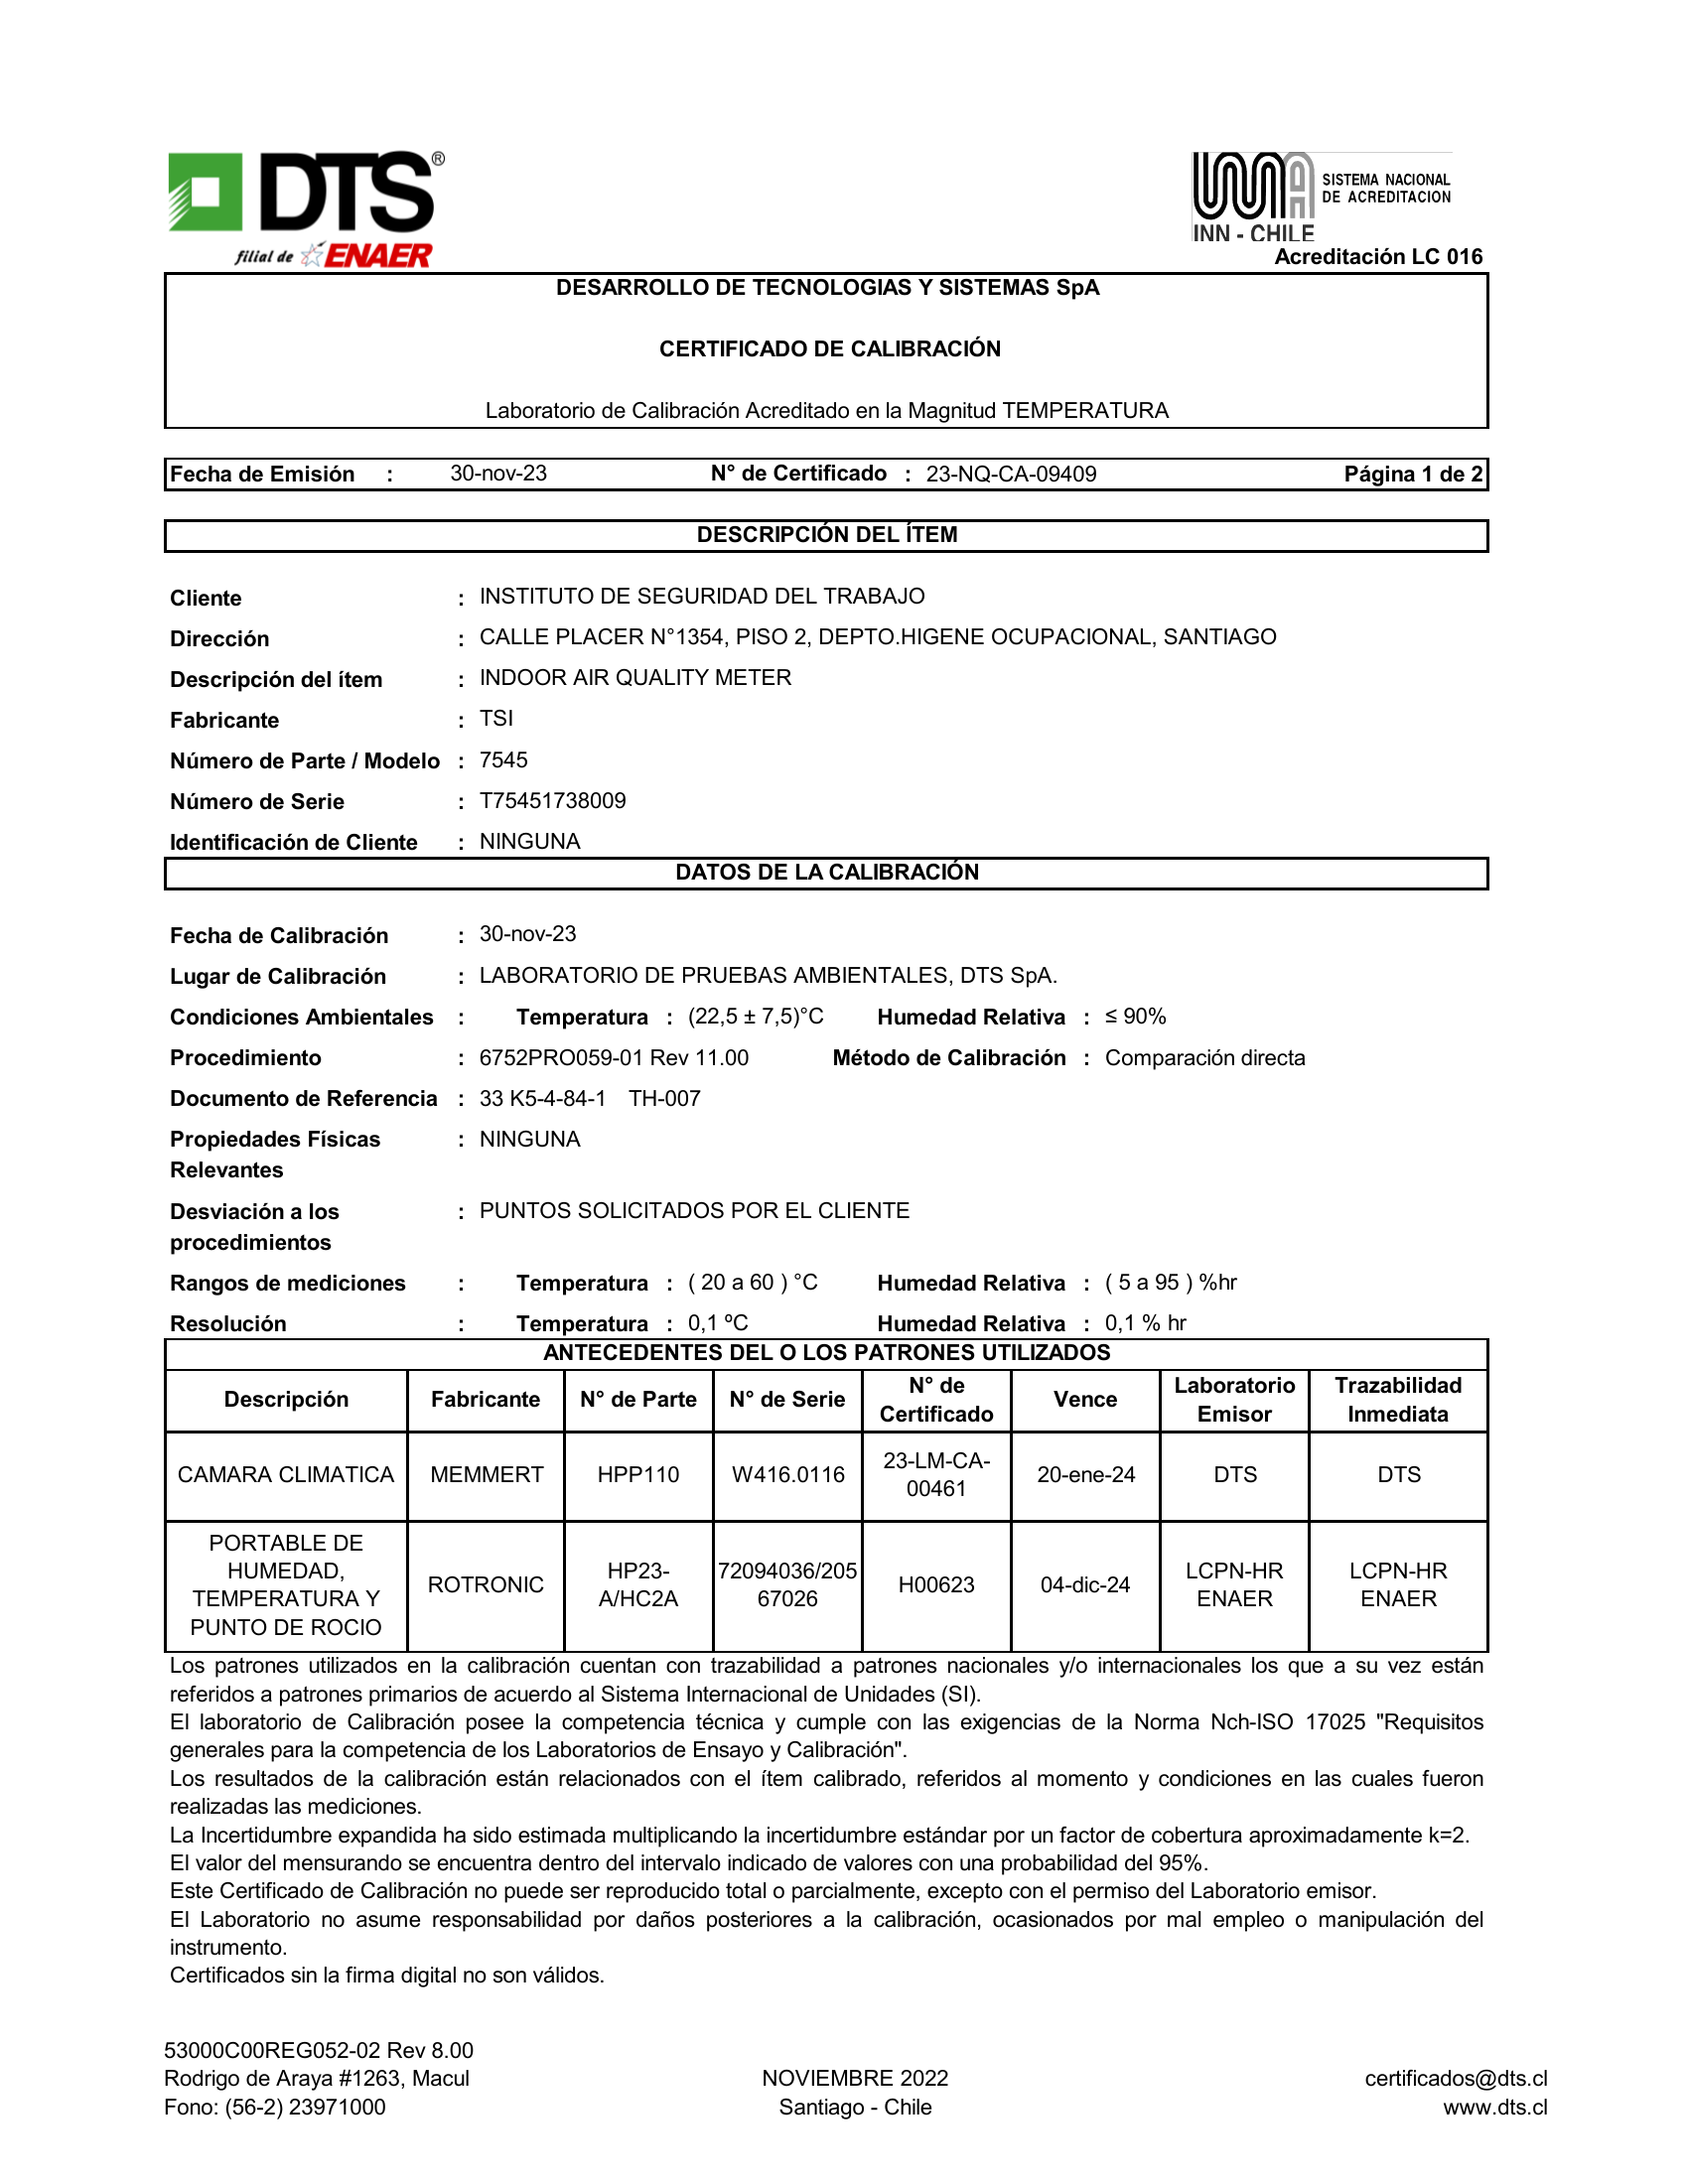 DTS®
filial de ENAER
SISTEMA NACIONAL
DE ACREDITACION
INN - CHILE
Acreditación LC 016
DESARROLLO DE TECNOLOGIAS Y SISTEMAS SpA
CERTIFICADO DE CALIBRACIÓN
Laboratorio de Calibración Acreditado en la Magnitud TEMPERATURA
Fecha de Emisión : 30-nov-23 N° de Certificado : 23-NQ-CA-09409 Página 1 de 2
DESCRIPCIÓN DEL ÍTEM
Cliente : INSTITUTO DE SEGURIDAD DEL TRABAJO
Dirección : CALLE PLACER N°1354, PISO 2, DEPTO.HIGENE OCUPACIONAL, SANTIAGO
Descripción del ítem : INDOOR AIR QUALITY METER
Fabricante : TSI
Número de Parte / Modelo : 7545
Número de Serie : T75451738009
Identificación de Cliente : NINGUNA
DATOS DE LA CALIBRACIÓN
Fecha de Calibración : 30-nov-23
Lugar de Calibración : LABORATORIO DE PRUEBAS AMBIENTALES, DTS SpA.
Condiciones Ambientales : Temperatura : (22,5 ± 7,5)°C Humedad Relativa : ≤ 90%
Procedimiento : 6752PRO059-01 Rev 11.00 Método de Calibración : Comparación directa
Documento de Referencia : 33 K5-4-84-1 TH-007
Propiedades Físicas : NINGUNA
Relevantes
Desviación a los : PUNTOS SOLICITADOS POR EL CLIENTE
procedimientos
Rangos de mediciones : Temperatura : ( 20 a 60 ) °C Humedad Relativa : ( 5 a 95 ) %hr
Resolución : Temperatura : 0,1 ºC Humedad Relativa : 0,1 % hr
ANTECEDENTES DEL O LOS PATRONES UTILIZADOS
Descripción Fabricante N° de Parte N° de Serie N° de Certificado Vence Laboratorio Emisor Trazabilidad Inmediata
CAMARA CLIMATICA MEMMERT HPP110 W416.0116 23-LM-CA-00461 20-ene-24 DTS DTS
PORTABLE DE HUMEDAD, TEMPERATURA Y PUNTO DE ROCIO ROTRONIC HP23-A/HC2A 72094036/20567026 H00623 04-dic-24 LCPN-HR ENAER LCPN-HR ENAER
Los patrones utilizados en la calibración cuentan con trazabilidad a patrones nacionales y/o internacionales los que a su vez están
referidos a patrones primarios de acuerdo al Sistema Internacional de Unidades (SI).
El laboratorio de Calibración posee la competencia técnica y cumple con las exigencias de la Norma Nch-ISO 17025 "Requisitos
generales para la competencia de los Laboratorios de Ensayo y Calibración".
Los resultados de la calibración están relacionados con el ítem calibrado, referidos al momento y condiciones en las cuales fueron
realizadas las mediciones.
La Incertidumbre expandida ha sido estimada multiplicando la incertidumbre estándar por un factor de cobertura aproximadamente k=2.
El valor del mensurando se encuentra dentro del intervalo indicado de valores con una probabilidad del 95%.
Este Certificado de Calibración no puede ser reproducido total o parcialmente, excepto con el permiso del Laboratorio emisor.
El Laboratorio no asume responsabilidad por daños posteriores a la calibración, ocasionados por mal empleo o manipulación del
instrumento.
Certificados sin la firma digital no son válidos.
53000C00REG052-02 Rev 8.00
Rodrigo de Araya #1263, Macul NOVIEMBRE 2022 certificados@dts.cl
Fono: (56-2) 23971000 Santiago - Chile www.dts.cl